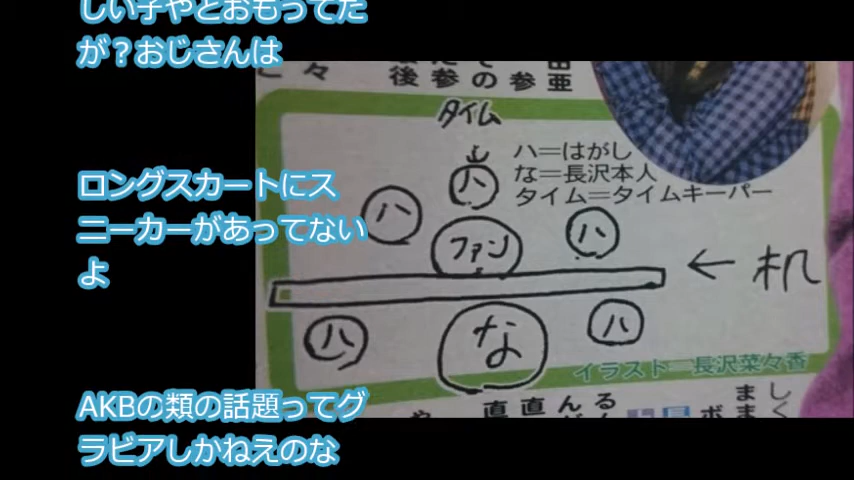 しい子やとおもってた
が？おじさんは
ロングスカートにス
ニーカーがあってない
よ
AKBの類の話題ってグ
ラビアしかねえのな
タイム
ハ＝はがし
な＝長沢本人
タイム＝タイムキーパー
ハ
ハ
ファン
ハ
← 机
ハ
な
ハ
イラスト＝長沢菜々香